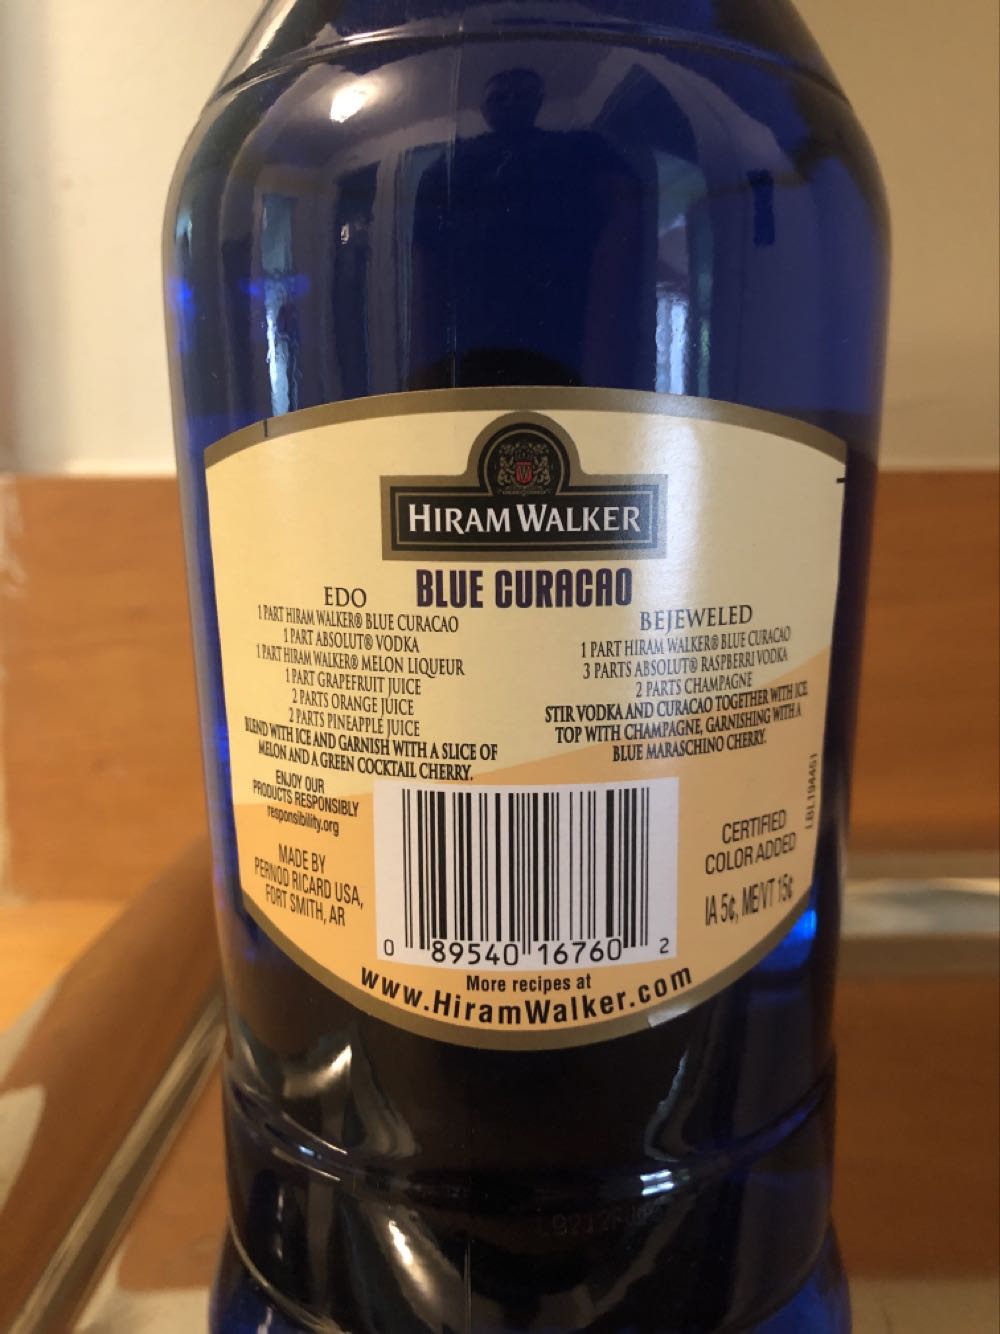 HIRAM WALKER
BLUE CURACAO
EDO
1 PART HIRAM WALKER® BLUE CURACAO
1 PART ABSOLUT® VODKA
1 PART HIRAM WALKER® MELON LIQUEUR
1 PART GRAPEFRUIT JUICE
2 PARTS ORANGE JUICE
2 PARTS PINEAPPLE JUICE
BLEND WITH ICE AND GARNISH WITH A SLICE OF
MELON AND A GREEN COCKTAIL CHERRY.
BEJEWELED
1 PART HIRAM WALKER® BLUE CURACAO
3 PARTS ABSOLUT® RASPBERRI VODKA
2 PARTS CHAMPAGNE
STIR VODKA AND CURACAO TOGETHER WITH ICE
TOP WITH CHAMPAGNE, GARNISHING WITH A
BLUE MARASCHINO CHERRY.
ENJOY OUR
PRODUCTS RESPONSIBLY
responsibility.org
MADE BY
PERNOD RICARD USA,
FORT SMITH, AR
0 89540 16760 2
CERTIFIED
COLOR ADDED
IA 5¢, ME/VT 15¢
LBL194451
More recipes at
www.HiramWalker.com